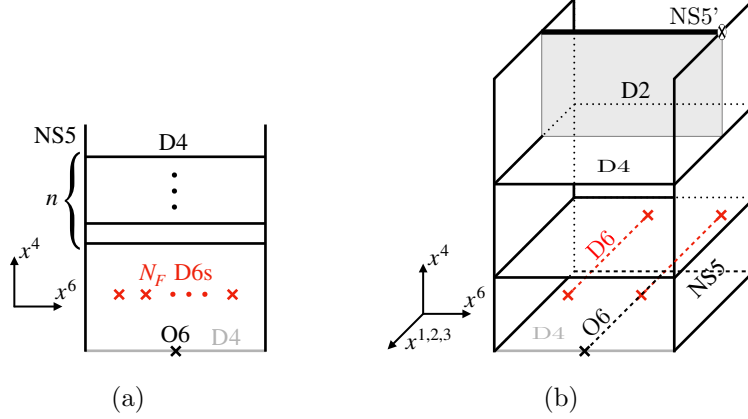 NS5
D4
n
x^4
N_F D6s
x^6
O6
D4
(a)
NS5'
D2
D4
D6
x^4
x^6
NS5
O6
D4
x^{1,2,3}
(b)